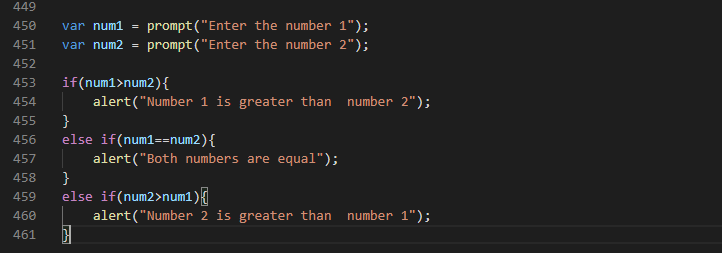 449
450 var num1 = prompt("Enter the number 1");
451 var num2 = prompt("Enter the number 2");
452
453 if(num1>num2){
454     alert("Number 1 is greater than  number 2");
455 }
456 else if(num1==num2){
457     alert("Both numbers are equal");
458 }
459 else if(num2>num1){
460     alert("Number 2 is greater than  number 1");
461 }